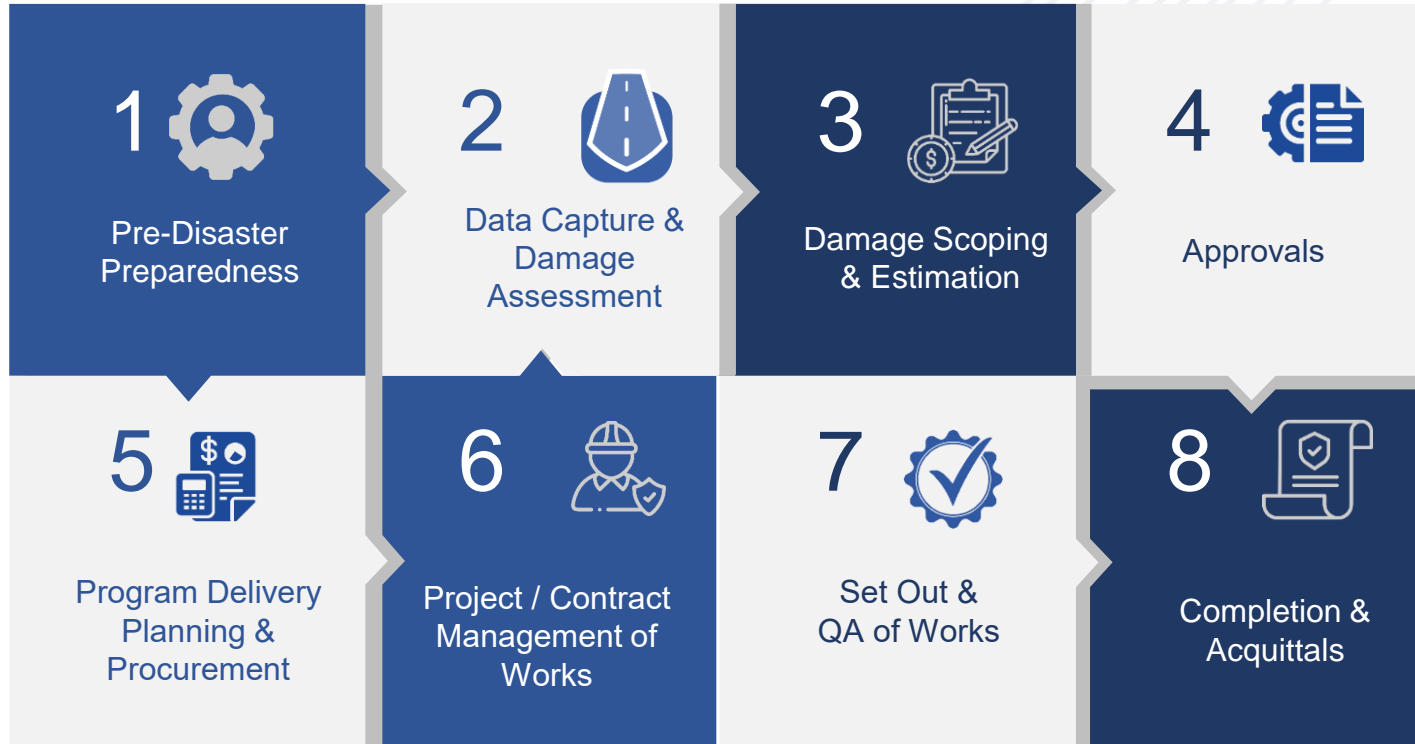 1
Pre-Disaster
Preparedness
2
Data Capture &
Damage
Assessment
3
$
Damage Scoping
& Estimation
4
Approvals
5
$
Program Delivery
Planning &
Procurement
6
Project / Contract
Management of
Works
7
Set Out &
QA of Works
8
Completion &
Acquittals